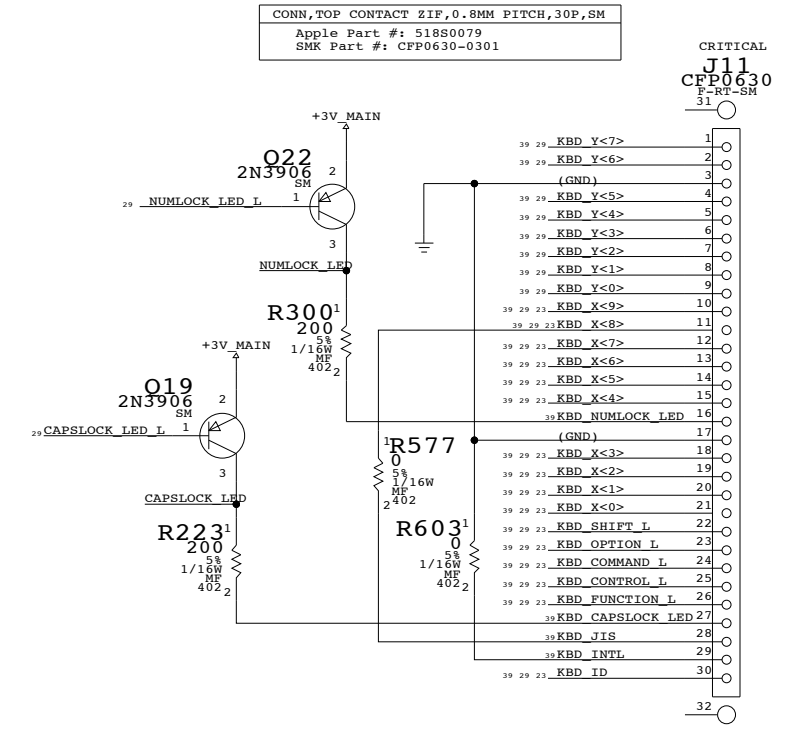 CONN,TOP CONTACT ZIF,0.8MM PITCH,30P,SM
Apple Part #: 518S0079
SMK Part #: CFP0630-0301
CRITICAL
J11
CFP0630
F-RT-SM
31
+3V_MAIN
Q22
2N3906
SM
2
1
3
29 NUMLOCK_LED_L
NUMLOCK_LED
R300
1
200
5%
1/16W
MF
402
2
+3V_MAIN
Q19
2N3906
SM
2
1
3
29 CAPSLOCK_LED_L
CAPSLOCK_LED
R223
1
200
5%
1/16W
MF
402
2
1
R577
0
5%
1/16W
MF
402
2
R603
1
0
5%
1/16W
MF
402
2
39 29 KBD_Y<7> 1
39 29 KBD_Y<6> 2
(GND) 3
39 29 KBD_Y<5> 4
39 29 KBD_Y<4> 5
39 29 KBD_Y<3> 6
39 29 KBD_Y<2> 7
39 29 KBD_Y<1> 8
39 29 KBD_Y<0> 9
39 29 23 KBD_X<9> 10
39 29 23 KBD_X<8> 11
39 29 23 KBD_X<7> 12
39 29 23 KBD_X<6> 13
39 29 23 KBD_X<5> 14
39 29 23 KBD_X<4> 15
39 KBD_NUMLOCK_LED 16
(GND) 17
39 29 23 KBD_X<3> 18
39 29 23 KBD_X<2> 19
39 29 23 KBD_X<1> 20
39 29 23 KBD_X<0> 21
39 29 23 KBD_SHIFT_L 22
39 29 23 KBD_OPTION_L 23
39 29 23 KBD_COMMAND_L 24
39 29 23 KBD_CONTROL_L 25
39 29 23 KBD_FUNCTION_L 26
39 KBD_CAPSLOCK_LED 27
39 KBD_JIS 28
39 KBD_INTL 29
39 29 23 KBD_ID 30
32